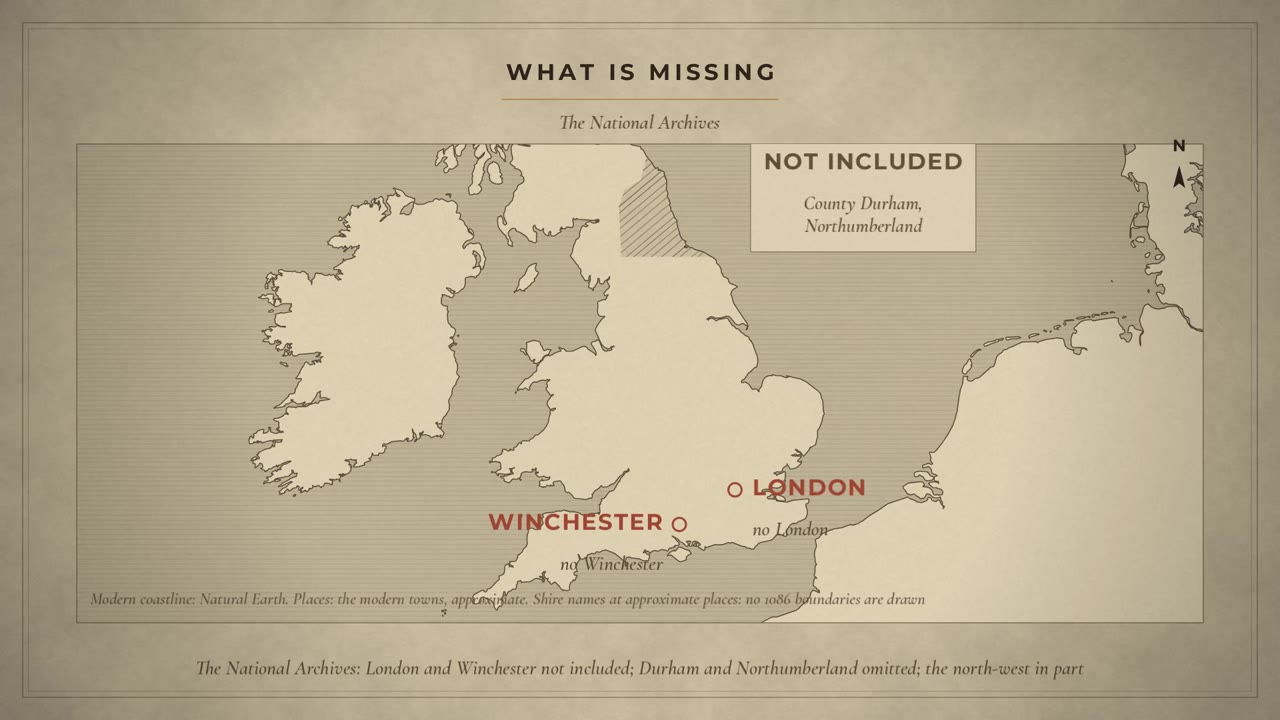 WHAT IS MISSING
The National Archives
N
NOT INCLUDED
County Durham,
Northumberland
LONDON
no London
WINCHESTER
no Winchester
Modern coastline: Natural Earth. Places: the modern towns, approximate. Shire names at approximate places: no 1086 boundaries are drawn
The National Archives: London and Winchester not included; Durham and Northumberland omitted; the north-west in part